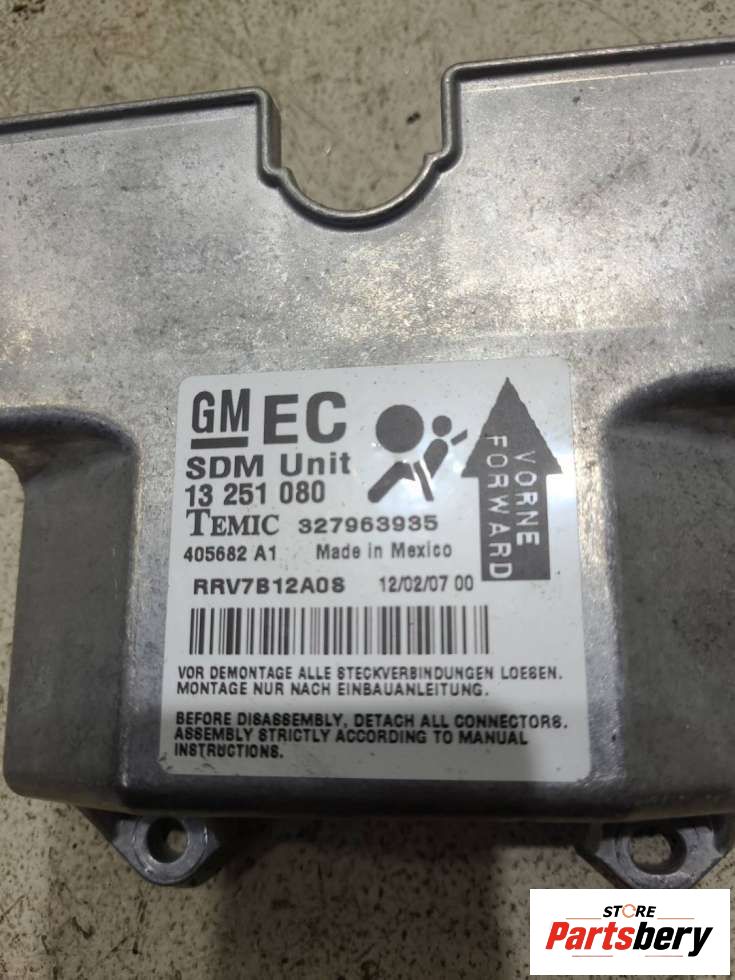 GM EC
SDM Unit
13 251 080
TEMIC 327963935
405682 A1 Made in Mexico
RRV7B12A08 12/02/07 00
VORNE
FORWARD
VOR DEMONTAGE ALLE STECKVERBINDUNGEN LOESEN.
MONTAGE NUR NACH EINBAUANLEITUNG.
BEFORE DISASSEMBLY, DETACH ALL CONNECTORS.
ASSEMBLY STRICTLY ACCORDING TO MANUAL
INSTRUCTIONS.
STORE
Partsbery